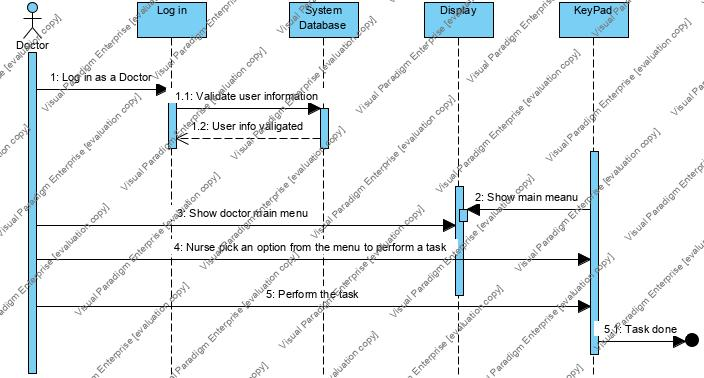 Log in
System
Database
Display
KeyPad
Doctor
1: Log in as a Doctor
1.1: Validate user information
1.2: User info valigated
2: Show main meanu
3: Show doctor main menu
4: Nurse pick an option from the menu to perform a task
5: Perform the task
5.1: Task done
Visual Paradigm Enterprise [evaluation copy]